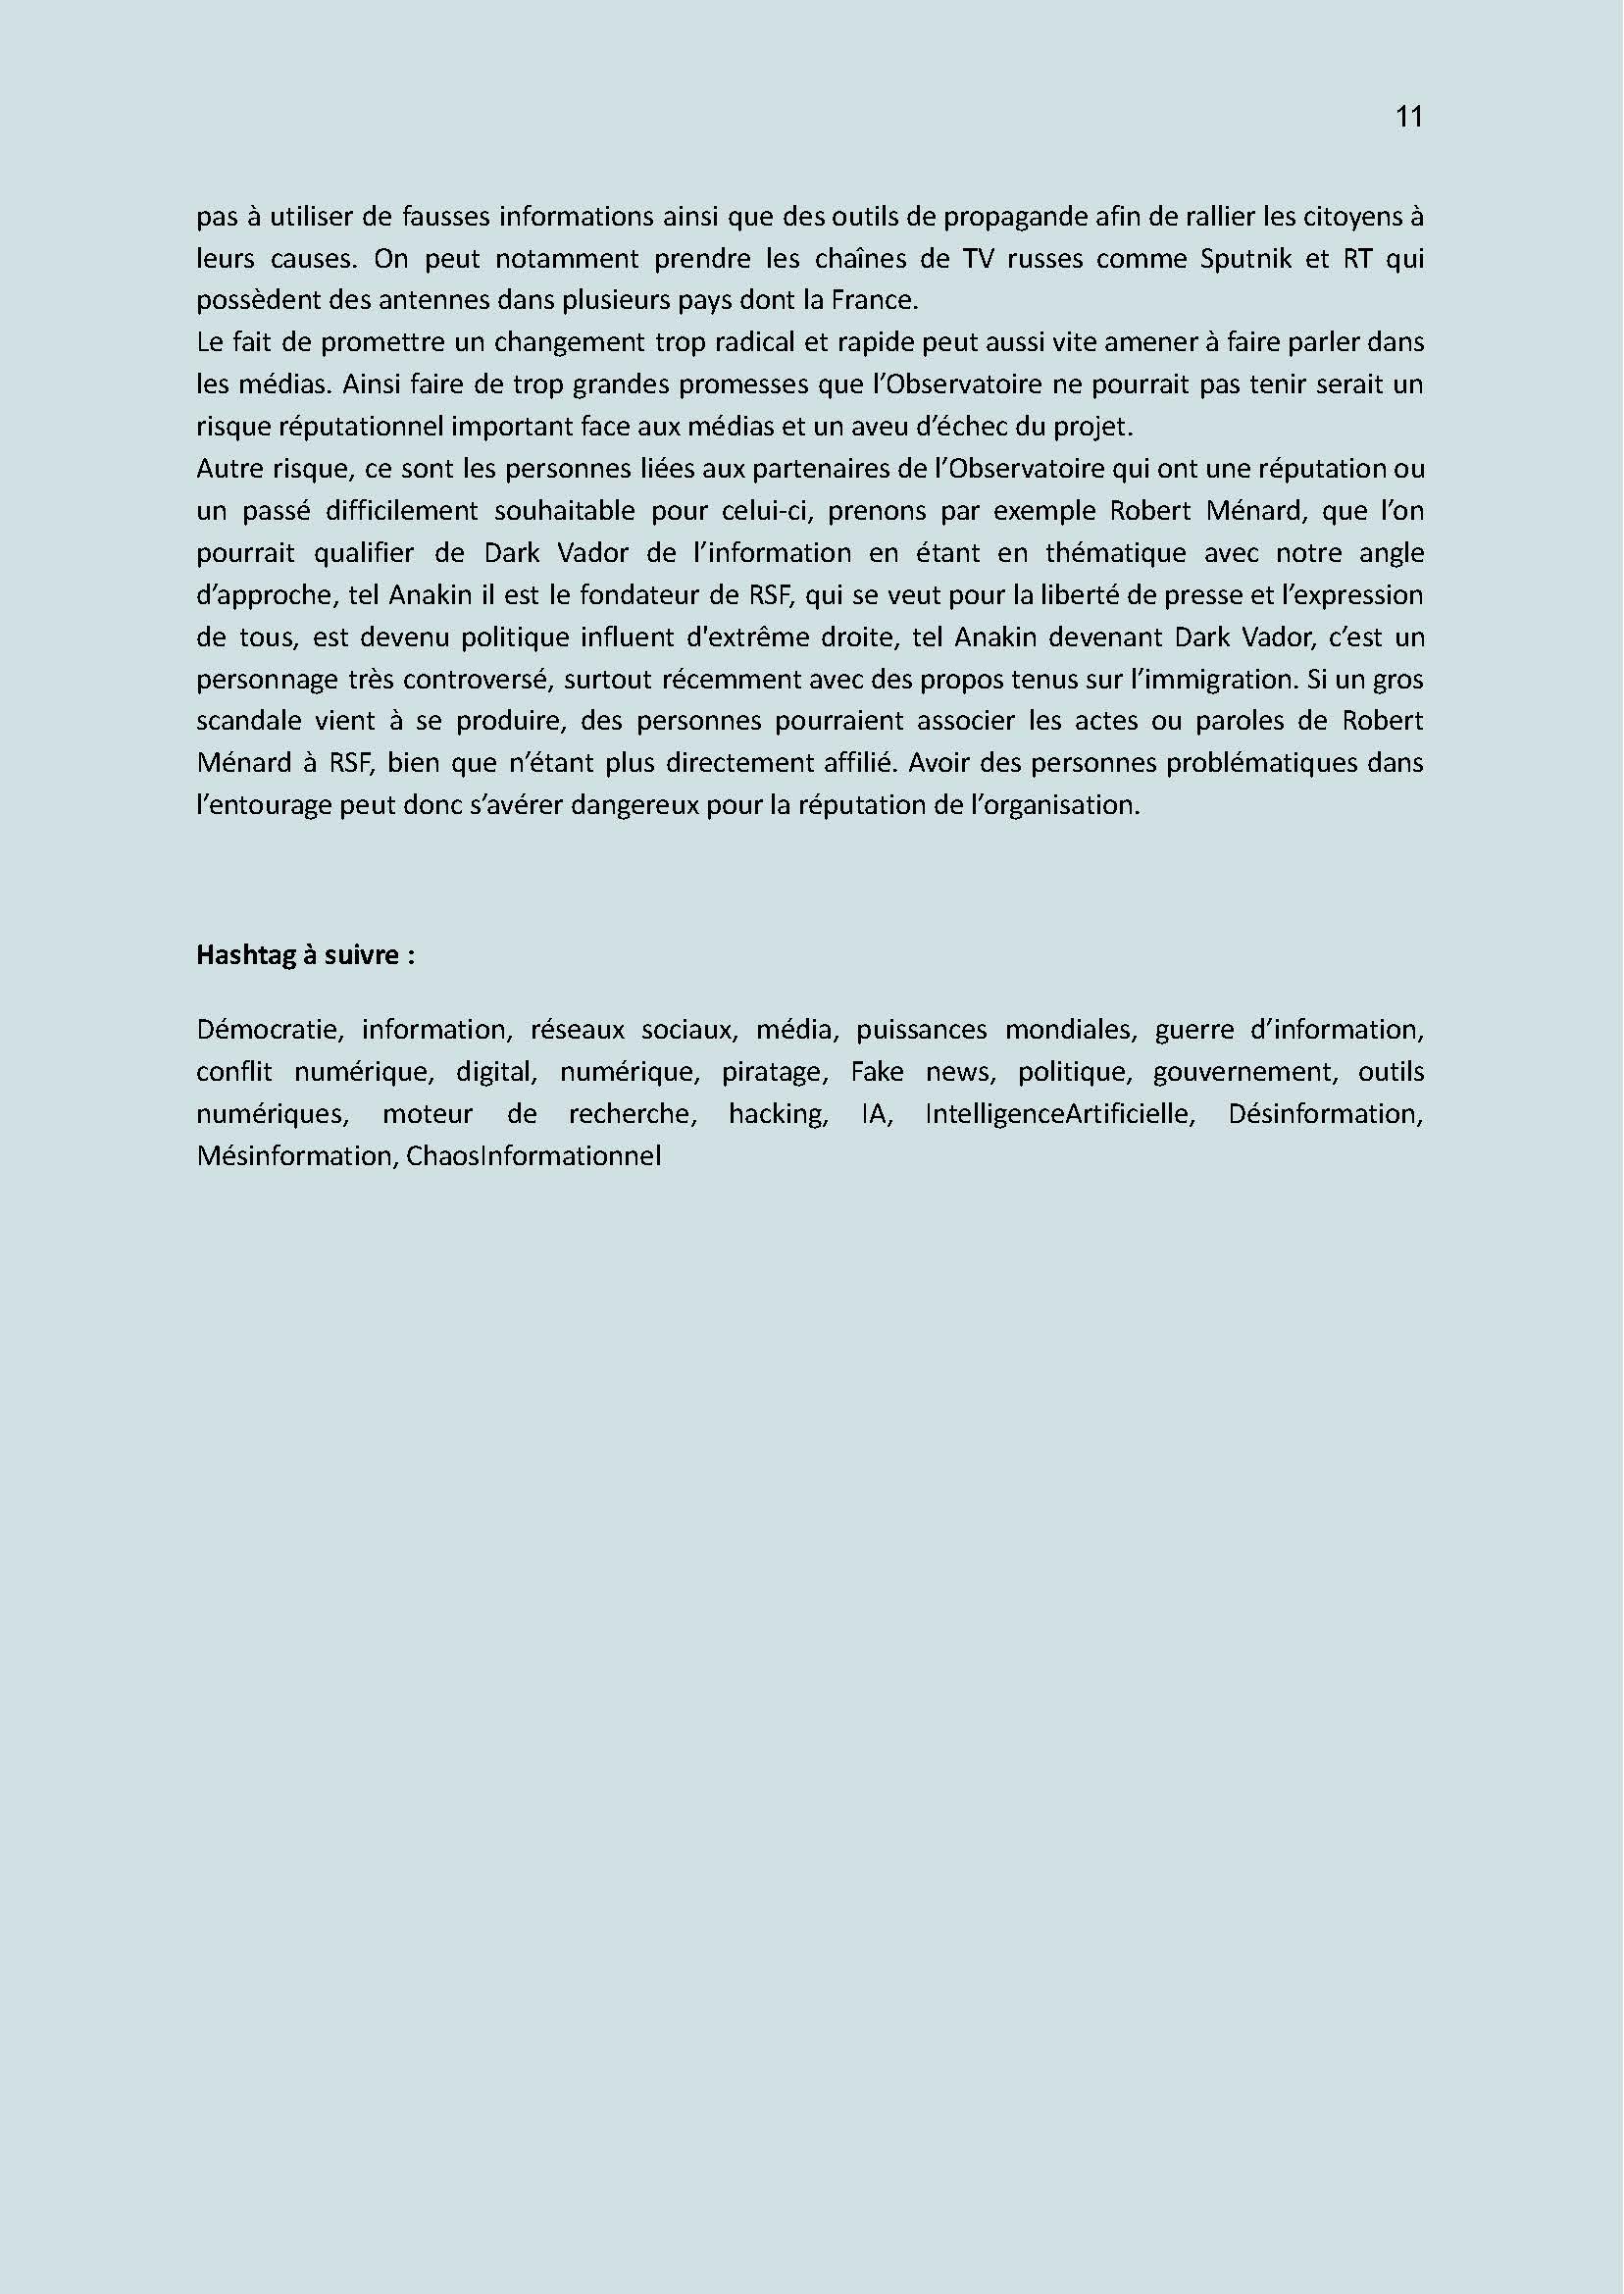 11
pas à utiliser de fausses informations ainsi que des outils de propagande afin de rallier les citoyens à
leurs causes. On peut notamment prendre les chaînes de TV russes comme Sputnik et RT qui
possèdent des antennes dans plusieurs pays dont la France.
Le fait de promettre un changement trop radical et rapide peut aussi vite amener à faire parler dans
les médias. Ainsi faire de trop grandes promesses que l’Observatoire ne pourrait pas tenir serait un
risque réputationnel important face aux médias et un aveu d’échec du projet.
Autre risque, ce sont les personnes liées aux partenaires de l’Observatoire qui ont une réputation ou
un passé difficilement souhaitable pour celui-ci, prenons par exemple Robert Ménard, que l’on
pourrait qualifier de Dark Vador de l’information en étant en thématique avec notre angle
d’approche, tel Anakin il est le fondateur de RSF, qui se veut pour la liberté de presse et l’expression
de tous, est devenu politique influent d'extrême droite, tel Anakin devenant Dark Vador, c’est un
personnage très controversé, surtout récemment avec des propos tenus sur l’immigration. Si un gros
scandale vient à se produire, des personnes pourraient associer les actes ou paroles de Robert
Ménard à RSF, bien que n’étant plus directement affilié. Avoir des personnes problématiques dans
l’entourage peut donc s’avérer dangereux pour la réputation de l’organisation.
Hashtag à suivre :
Démocratie, information, réseaux sociaux, média, puissances mondiales, guerre d’information,
conflit numérique, digital, numérique, piratage, Fake news, politique, gouvernement, outils
numériques, moteur de recherche, hacking, IA, IntelligenceArtificielle, Désinformation,
Mésinformation, ChaosInformationnel